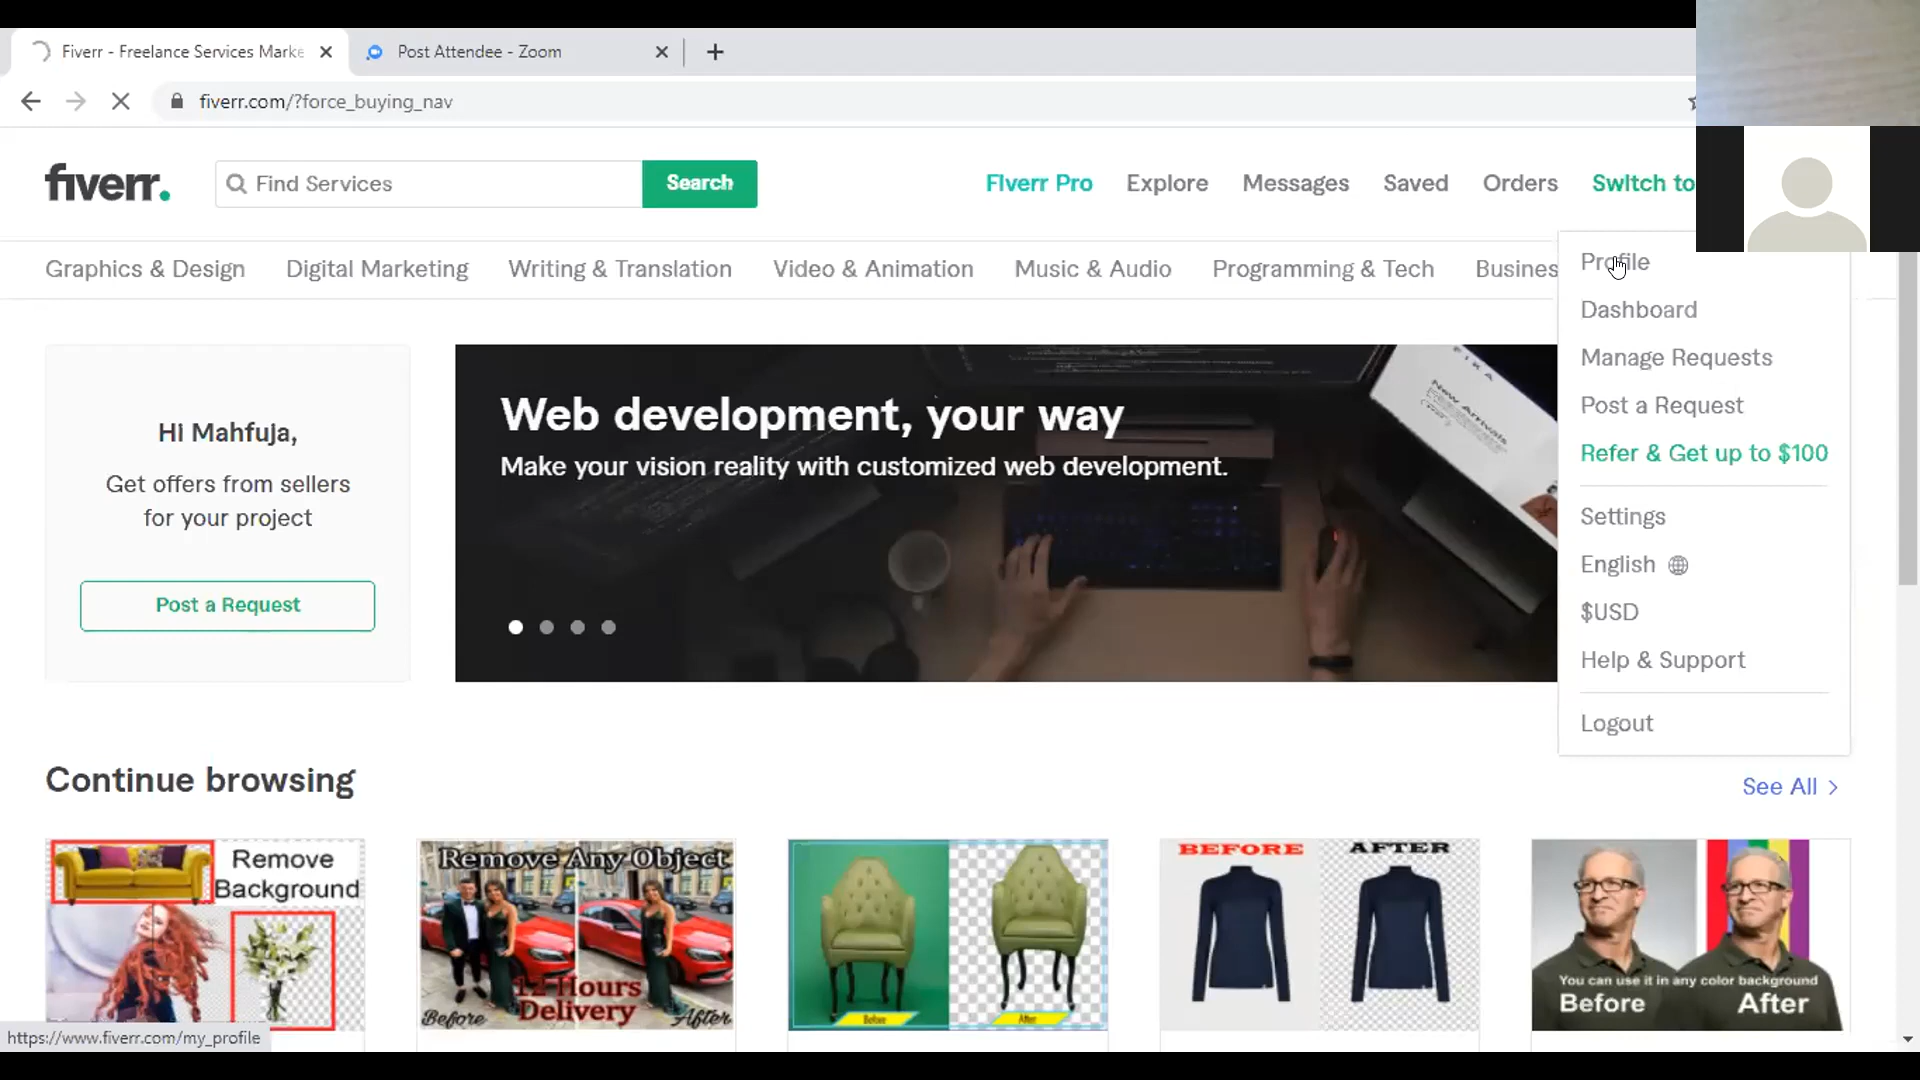 Fiverr - Freelance Services Marke
Post Attendee - Zoom
fiverr.com/?force_buying_nav
fiverr.
Find Services
Search
Fiverr Pro
Explore
Messages
Saved
Orders
Switch to
Graphics & Design
Digital Marketing
Writing & Translation
Video & Animation
Music & Audio
Programming & Tech
Busines
Profile
Dashboard
Manage Requests
Post a Request
Refer & Get up to $100
Settings
English
$USD
Help & Support
Logout
Hi Mahfuja,
Get offers from sellers
for your project
Post a Request
Web development, your way
Make your vision reality with customized web development.
EIKA
New Arrivals
Continue browsing
See All
Remove
Background
Remove Any Object
12 Hours
Delivery
Before
After
Before
After
BEFORE
AFTER
You can use it in any color background
Before
After
https://www.fiverr.com/my_profile